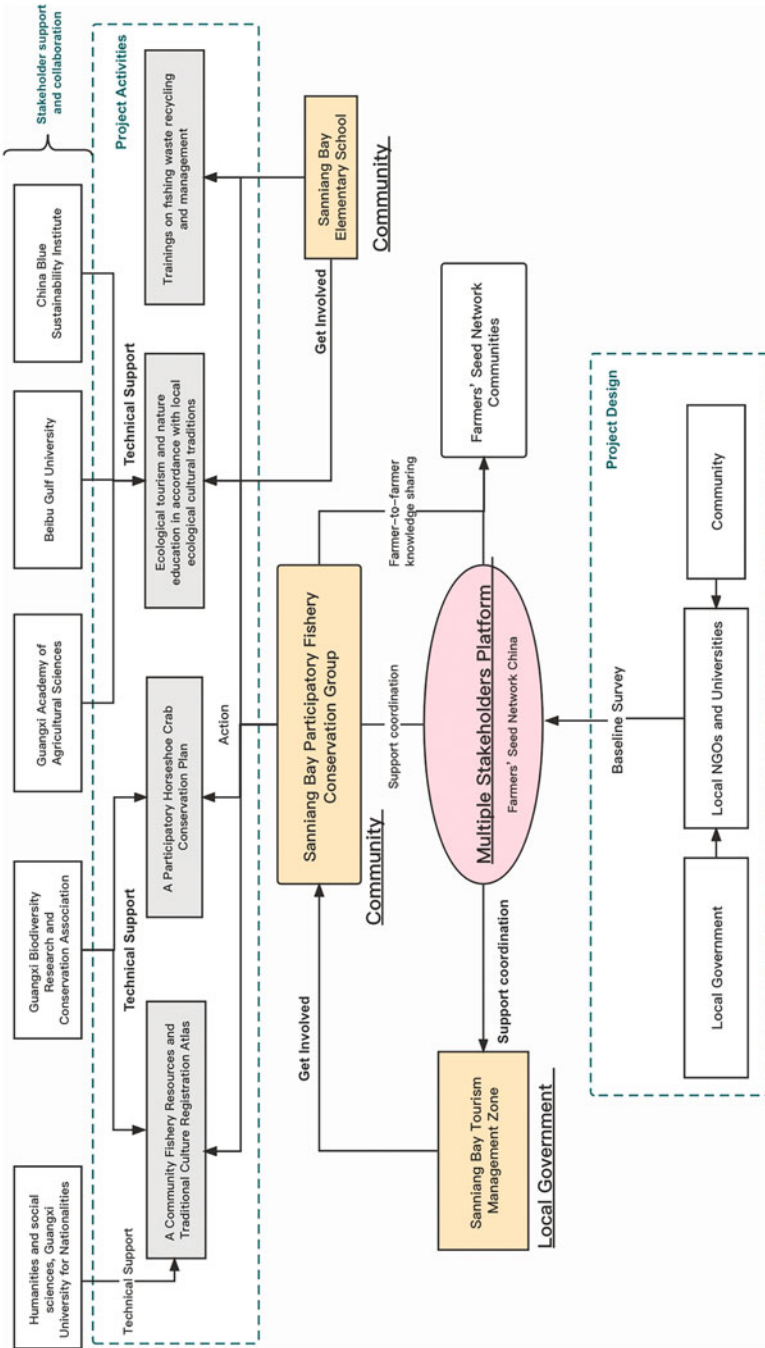 Stakeholder support
and collaboration
Humanities and social
sciences, Guangxi
University for Nationalities
Guangxi Biodiversity
Research and
Conservation Association
Guangxi Academy of
Agricultural Sciences
Beibu Gulf University
China Blue
Sustainability Institute
Project Activities
Technical Support
Technical Support
Technical Support
A Community Fishery Resources and
Traditional Culture Registration Atlas
A Participatory Horseshoe Crab
Conservation Plan
Ecological tourism and nature
education in accordance with local
ecological cultural traditions
Trainings on fishing waste recycling
and management
Action
Get Involved
Sanniang Bay Participatory Fishery
Conservation Group
Community
Get Involved
Sanniang Bay
Elementary School
Community
Support coordination
Farmer-to-farmer
knowledge sharing
Sanniang Bay Tourism
Management Zone
Local Government
Support coordination
Multiple Stakeholders Platform
Farmers' Seed Network China
Farmers' Seed Network
Communities
Baseline Survey
Project Design
Local Government
Local NGOs and Universities
Community